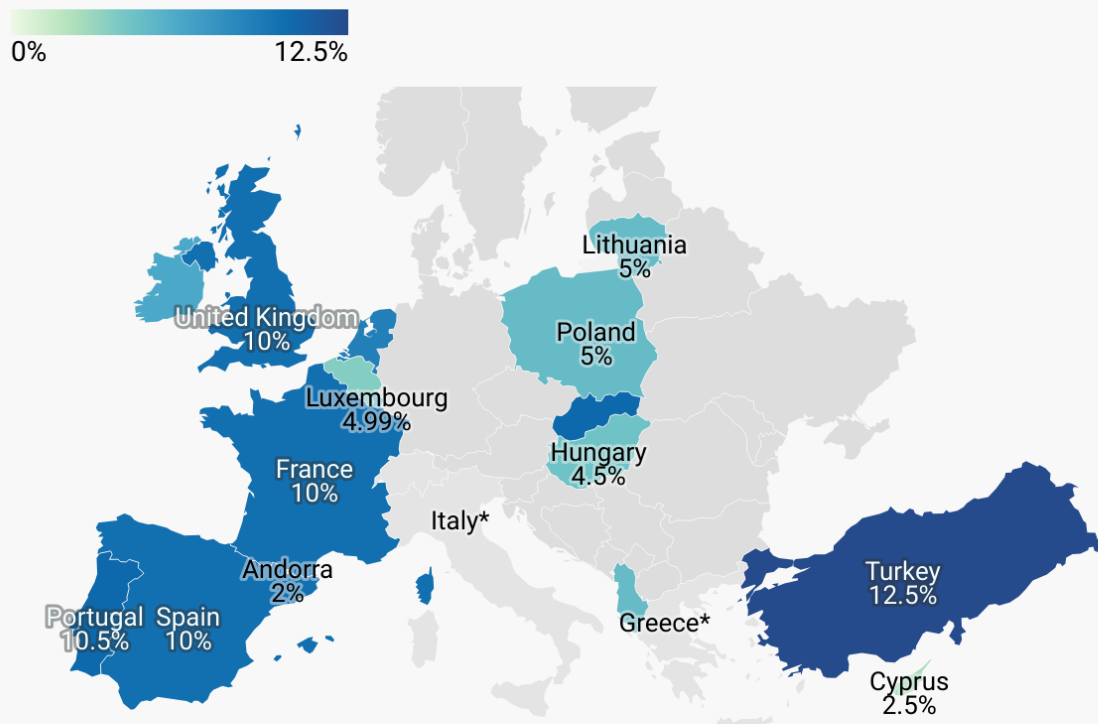 0%
12.5%
Lithuania
5%
United Kingdom
10%
Poland
5%
Luxembourg
4.99%
Hungary
4.5%
France
10%
Italy*
Andorra
2%
Turkey
12.5%
Portugal
10.5%
Spain
10%
Greece*
Cyprus
2.5%